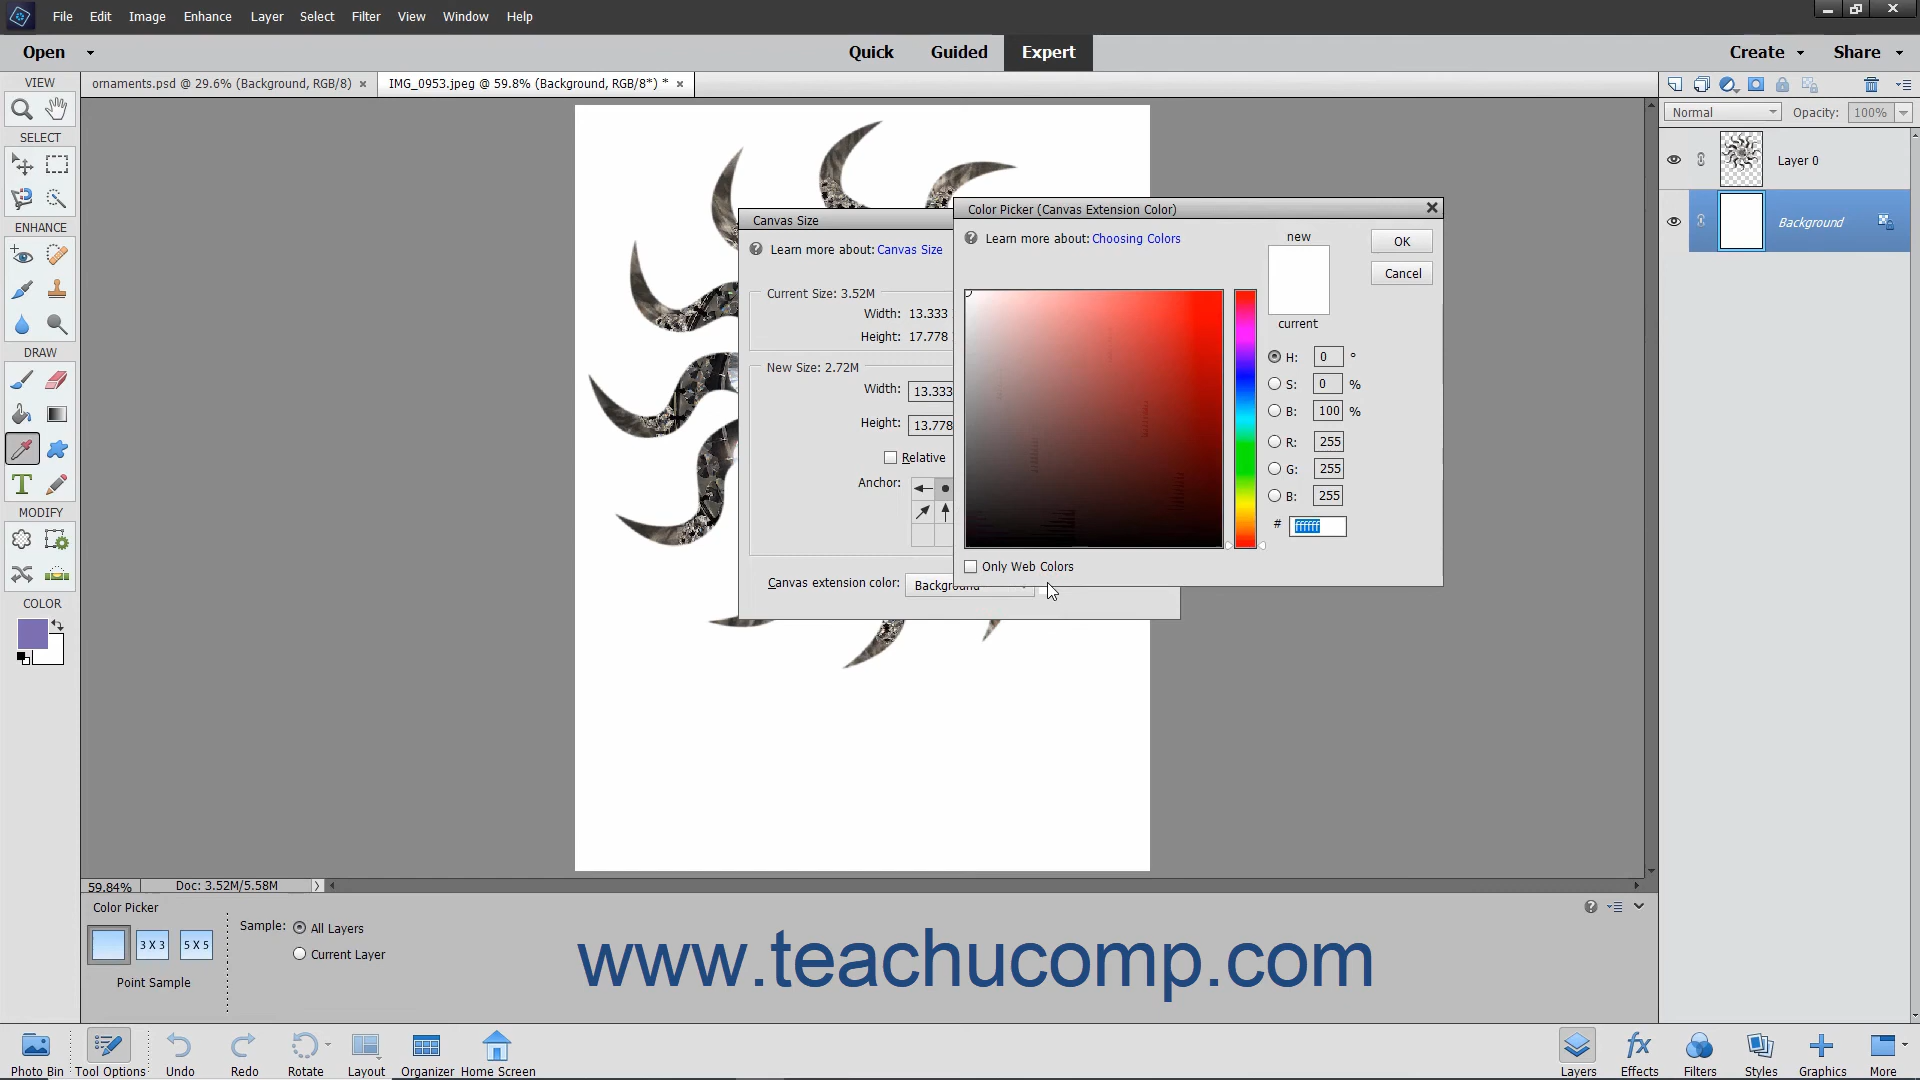 File Edit Image Enhance Layer Select Filter View Window Help
Open Quick Guided Expert Create Share
VIEW
ornaments.psd @ 29.6% (Background, RGB/8) × IMG_0953.jpeg @ 59.8% (Background, RGB/8*) * ×
Normal Opacity: 100%
SELECT
Layer 0
Background
ENHANCE
DRAW
MODIFY
COLOR
Canvas Size
Learn more about: Canvas Size
Current Size: 3.52M
Width: 13.333
Height: 17.778
New Size: 2.72M
Width: 13.333
Height: 13.778
Relative
Anchor:
Canvas extension color: Background
Color Picker (Canvas Extension Color)
Learn more about: Choosing Colors
new
OK
Cancel
current
H: 0 °
S: 0 %
B: 100 %
R: 255
G: 255
B: 255
# ffffff
Only Web Colors
59.84% Doc: 3.52M/5.58M
Color Picker
Sample: All Layers
Current Layer
3 X 3 5 X 5
Point Sample
www.teachucomp.com
Photo Bin Tool Options Undo Redo Rotate Layout Organizer Home Screen Layers Effects Filters Styles Graphics More